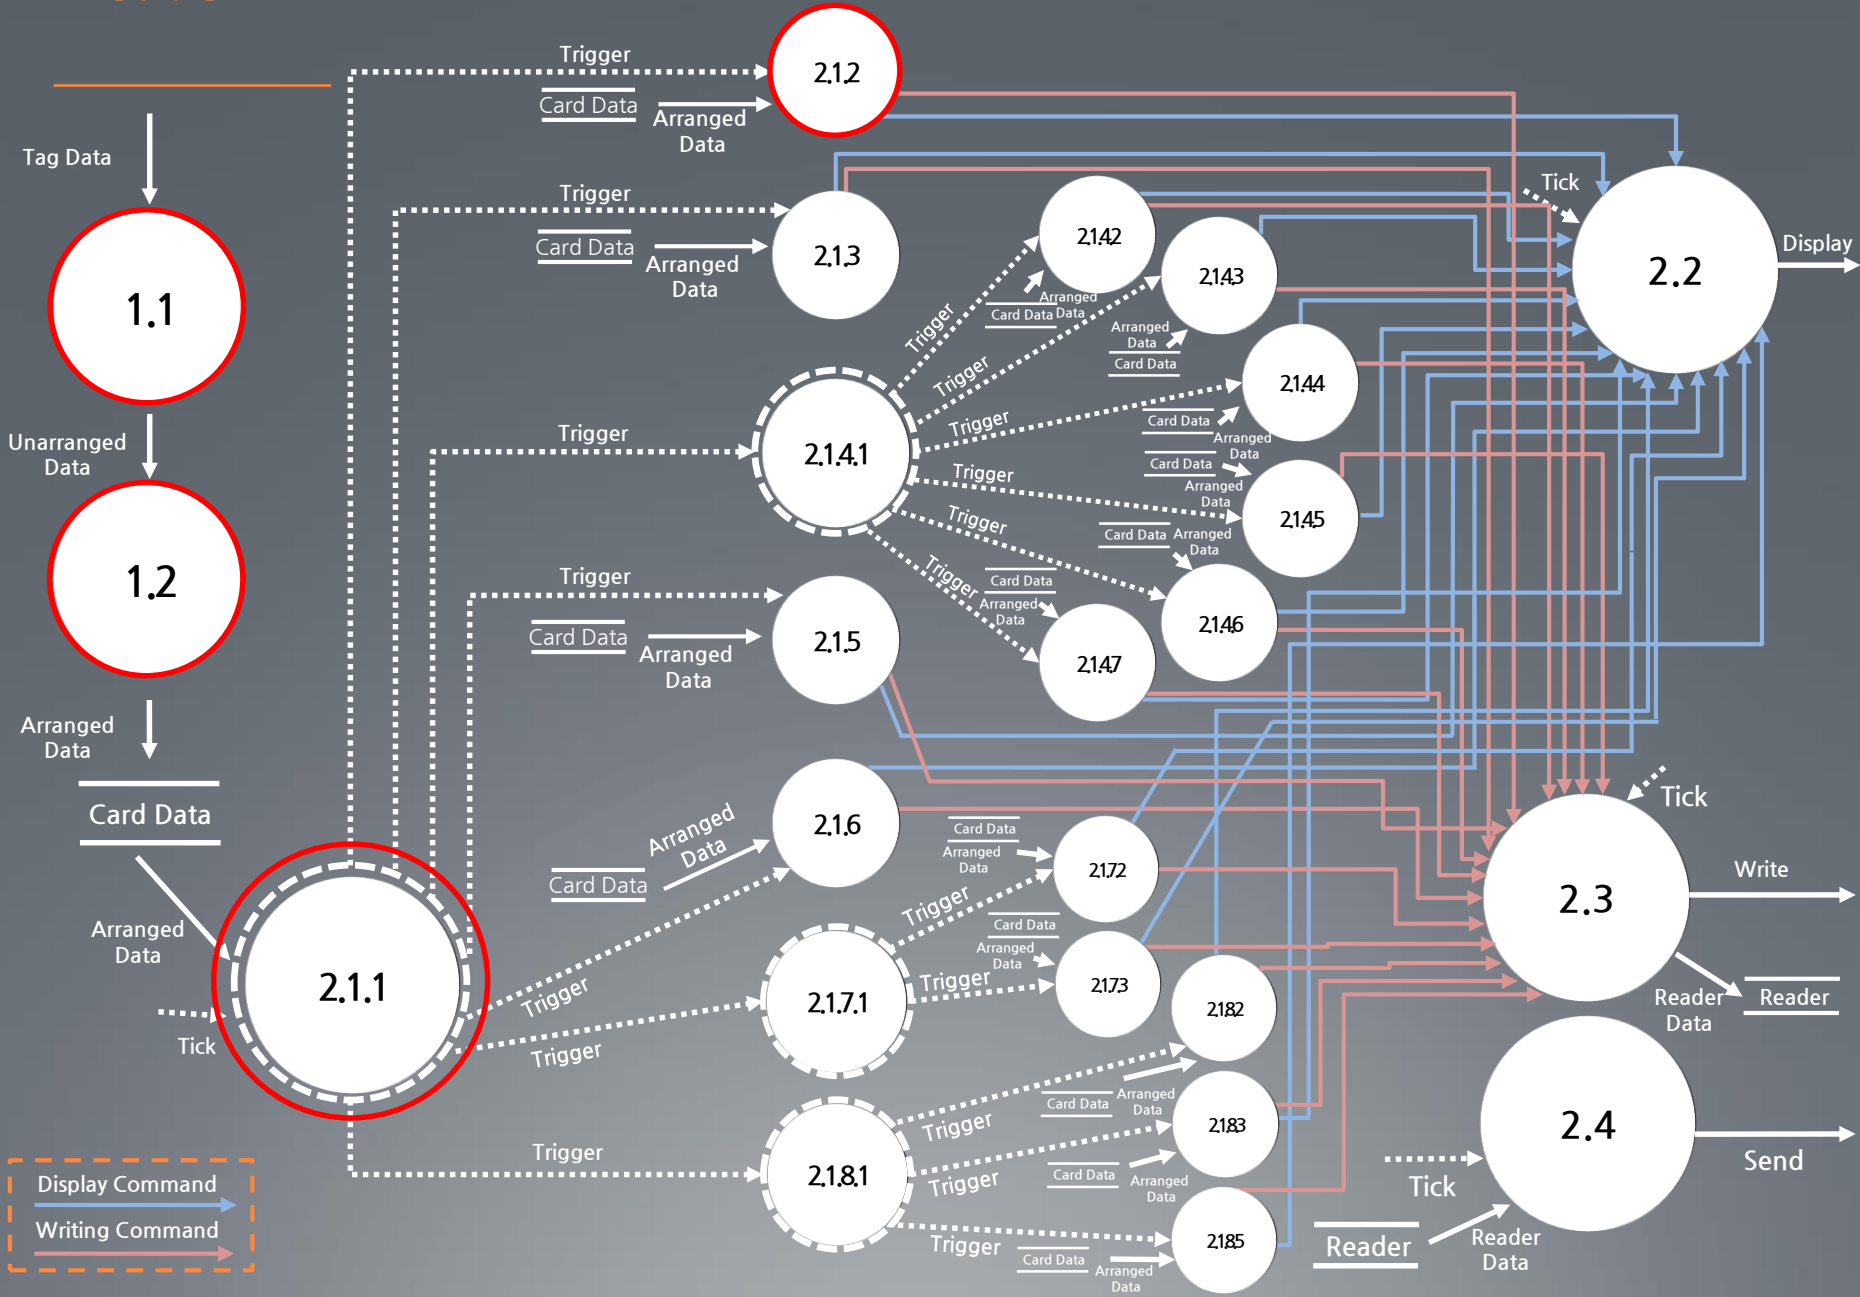 Trigger
2.1.2
Card Data
Arranged
Data
Tag Data
Trigger
Card Data
Arranged
Data
2.1.3
2.1.4.2
Arranged
Data
Card Data
2.1.4.3
Arranged
Data
Card Data
Tick
2.2
Display
1.1
Trigger
Trigger
Trigger
2.1.4.4
Card Data
Arranged
Data
Unarranged
Data
Trigger
2.1.4.1
Trigger
Card Data
Arranged
Data
2.1.4.5
Trigger
Card Data
Arranged
Data
1.2
Trigger
Card Data
Arranged
Data
2.1.5
Trigger
Card Data
Arranged
Data
2.1.4.6
2.1.4.7
Arranged
Data
Card Data
Arranged
Data
2.1.6
Arranged
Data
Card Data
Card Data
Arranged
Data
2.1.7.2
Trigger
Tick
2.3
Write
Reader
Data
Reader
Arranged
Data
2.1.1
Tick
Trigger
Trigger
2.1.7.1
Trigger
Card Data
Arranged
Data
2.1.7.3
2.1.8.2
Card Data
Arranged
Data
Trigger
2.1.8.3
2.4
Send
Trigger
2.1.8.1
Trigger
Card Data
Arranged
Data
Tick
Display Command
Writing Command
Trigger
Card Data
Arranged
Data
2.1.8.5
Reader
Reader
Data